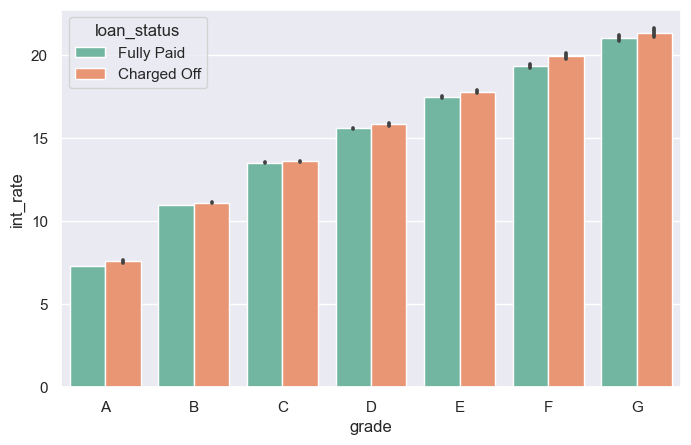 loan_status
Fully Paid
Charged Off
20
15
10
5
0
int_rate
A B C D E F G
grade